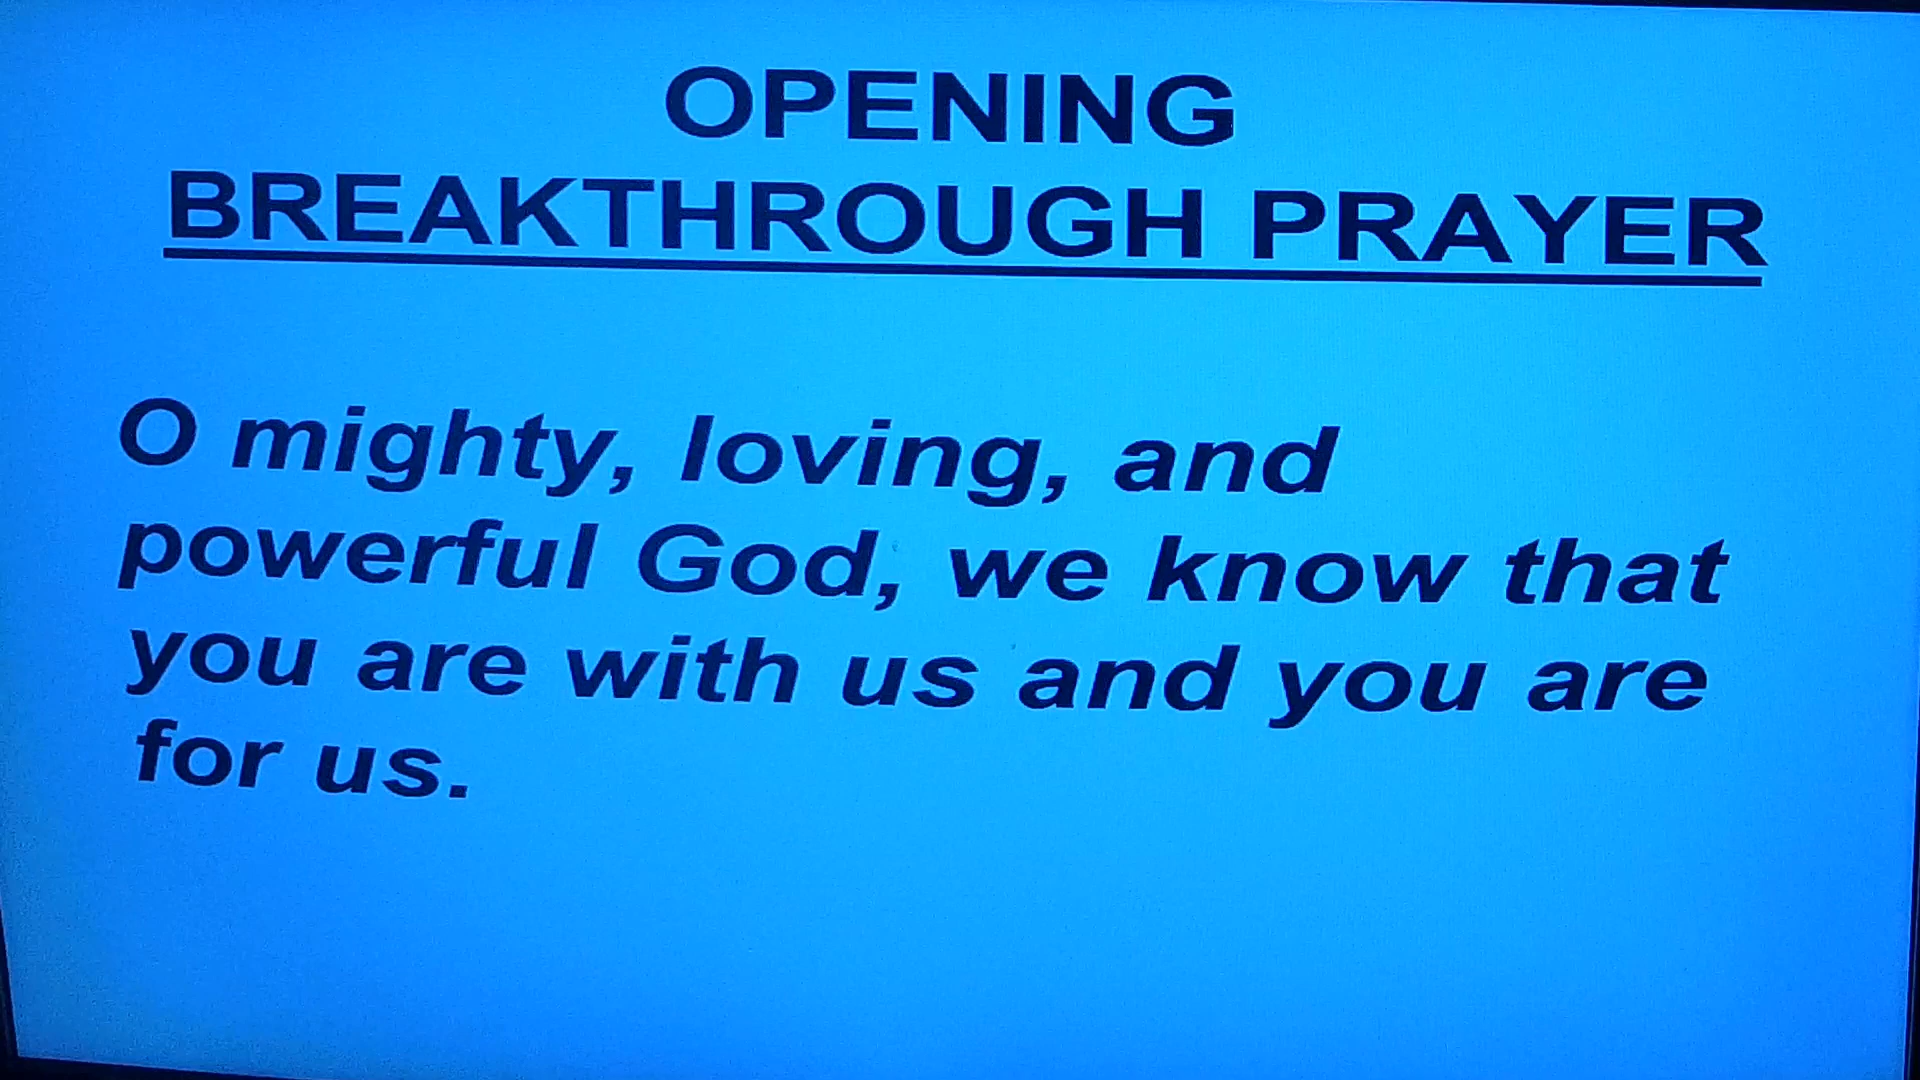 OPENING
BREAKTHROUGH PRAYER
O mighty, loving, and
powerful God, we know that
you are with us and you are
for us.